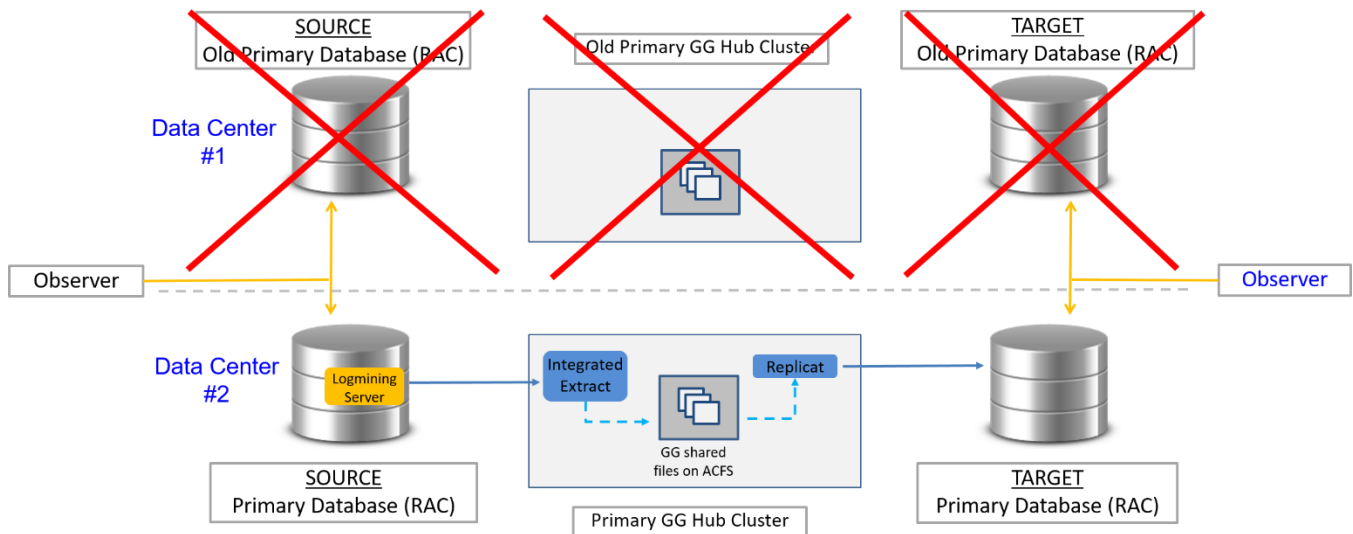 SOURCE
Old Primary Database (RAC)
Old Primary GG Hub Cluster
TARGET
Old Primary Database (RAC)
Data Center
#1
Observer
Observer
Data Center
#2
Logmining
Server
Integrated
Extract
Replicat
GG shared
files on ACFS
SOURCE
Primary Database (RAC)
Primary GG Hub Cluster
TARGET
Primary Database (RAC)